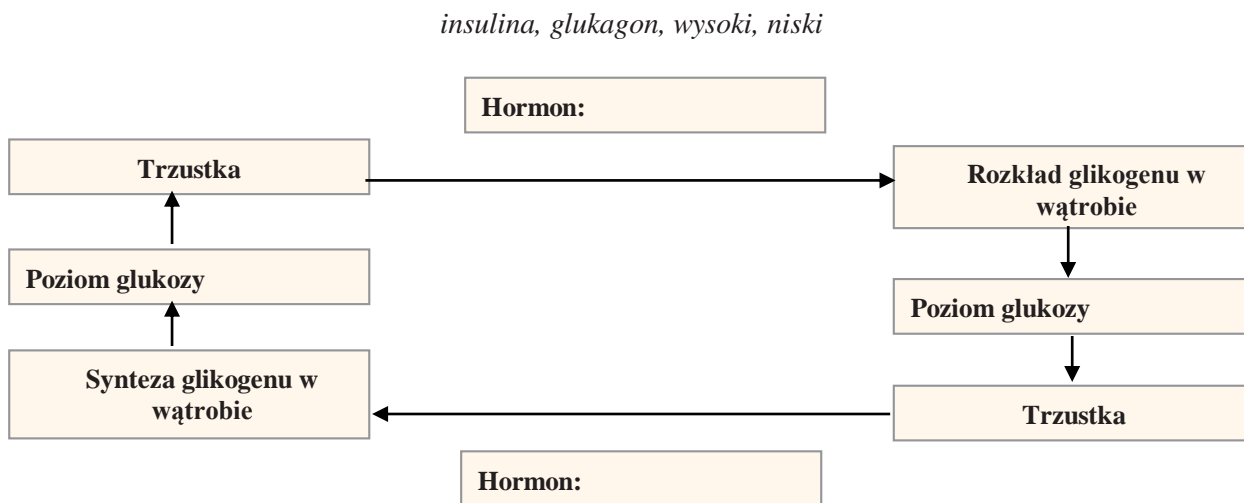 insulina, glukagon, wysoki, niski
Hormon:
Trzustka
Rozkład glikogenu w
wątrobie
Poziom glukozy
Poziom glukozy
Synteza glikogenu w
wątrobie
Trzustka
Hormon: